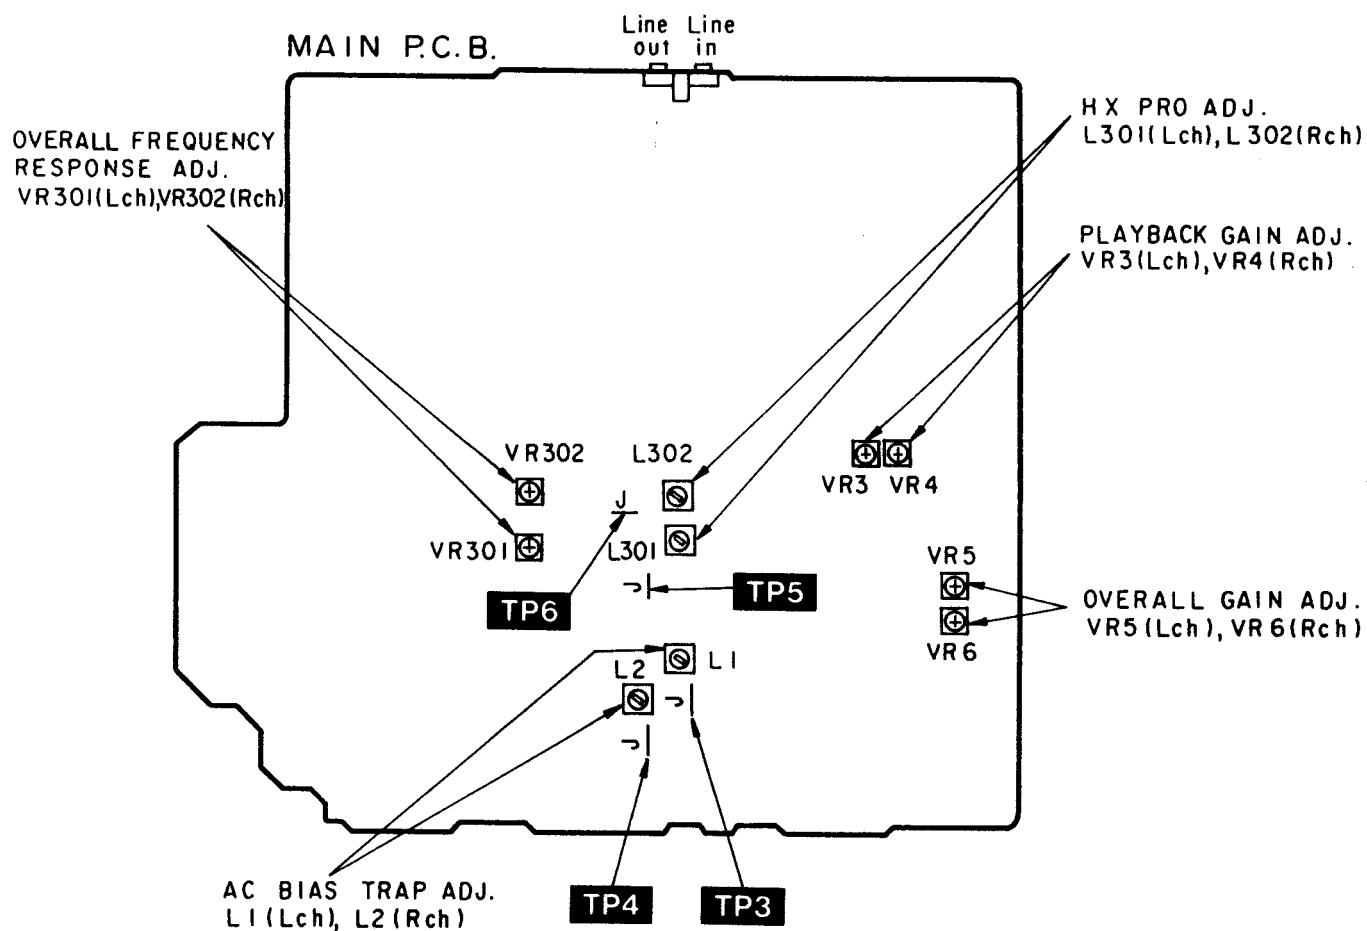 MAIN P.C.B.
Line Line
out in
HX PRO ADJ.
L301(Lch), L302(Rch)
OVERALL FREQUENCY
RESPONSE ADJ.
VR301(Lch),VR302(Rch)
PLAYBACK GAIN ADJ.
VR3(Lch),VR4(Rch)
VR302
L302
VR3 VR4
J
VR301
L301
VR5
J
TP5
TP6
OVERALL GAIN ADJ.
VR5(Lch), VR6(Rch)
VR6
L2
L1
J
J
AC BIAS TRAP ADJ.
L1(Lch), L2(Rch)
TP4
TP3